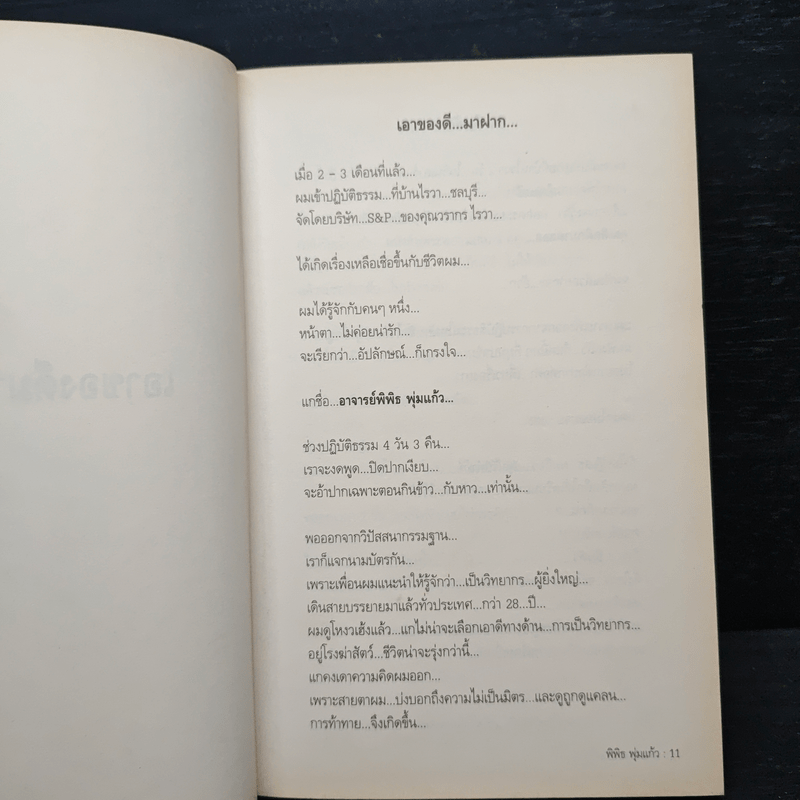 เอาของดี...มาฝาก...
เมื่อ 2 - 3 เดือนที่แล้ว...
ผมเข้าปฏิบัติธรรม...ที่บ้านไรวา...ชลบุรี...
จัดโดยบริษัท...S&P...ของคุณวรากร ไรวา...
ได้เกิดเรื่องเหลือเชื่อขึ้นกับชีวิตผม...
ผมได้รู้จักกับคนๆ หนึ่ง...
หน้าตา...ไม่ค่อยน่ารัก...
จะเรียกว่า...อัปลักษณ์...ก็เกรงใจ...
แกชื่อ...อาจารย์พิพิธ พุ่มแก้ว...
ช่วงปฏิบัติธรรม 4 วัน 3 คืน...
เราจะงดพูด...ปิดปากเงียบ...
จะอ้าปากเฉพาะตอนกินข้าว...กับหาว...เท่านั้น...
พอออกจากวิปัสสนากรรมฐาน...
เราก็แจกนามบัตรกัน...
เพราะเพื่อนผมแนะนำให้รู้จักว่า...เป็นวิทยากร...ผู้ยิ่งใหญ่...
เดินสายบรรยายมาแล้วทั่วประเทศ...กว่า 28...ปี...
ผมดูโหงวเฮ้งแล้ว...แกไม่น่าจะเลือกเอาดีทางด้าน...การเป็นวิทยากร...
อยู่โรงฆ่าสัตว์...ชีวิตน่าจะรุ่งกว่านี้...
แกคงเดาความคิดผมออก...
เพราะสายตาผม...บ่งบอกถึงความไม่เป็นมิตร...และดูถูกดูแคลน...
การท้าทาย...จึงเกิดขึ้น...
พิพิธ พุ่มแก้ว : 11